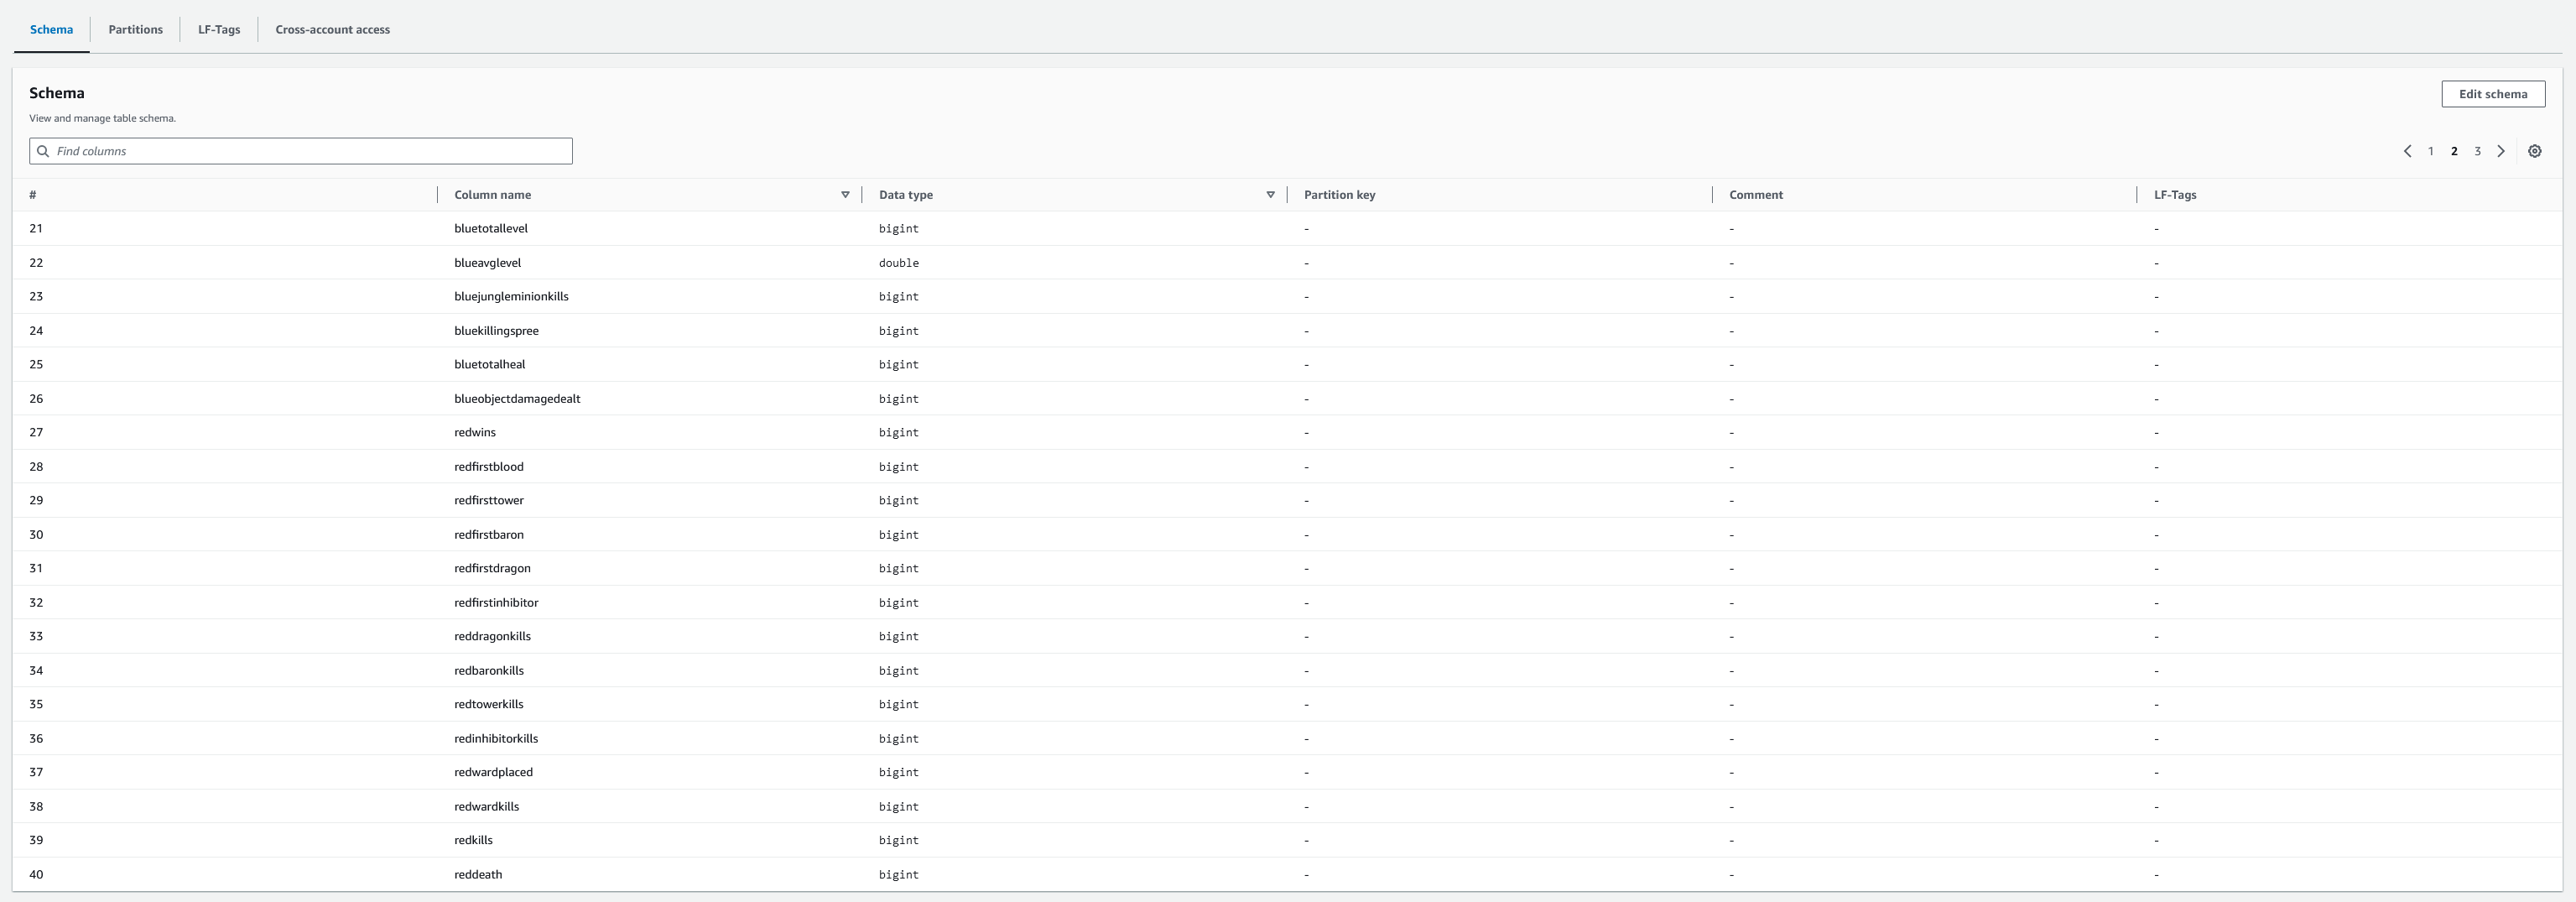 Schema Partitions LF-Tags Cross-account access
Schema
Edit schema
View and manage table schema.
Find columns
1 2 3
# Column name Data type Partition key Comment LF-Tags
21 bluetotallevel bigint - - -
22 blueavglevel double - - -
23 bluejungleminionkills bigint - - -
24 bluekillingspree bigint - - -
25 bluetotalheal bigint - - -
26 blueobjectdamagedealt bigint - - -
27 redwins bigint - - -
28 redfirstblood bigint - - -
29 redfirsttower bigint - - -
30 redfirstbaron bigint - - -
31 redfirstdragon bigint - - -
32 redfirstinhibitor bigint - - -
33 reddragonkills bigint - - -
34 redbaronkills bigint - - -
35 redtowerkills bigint - - -
36 redinhibitorkills bigint - - -
37 redwardplaced bigint - - -
38 redwardkills bigint - - -
39 redkills bigint - - -
40 reddeath bigint - - -